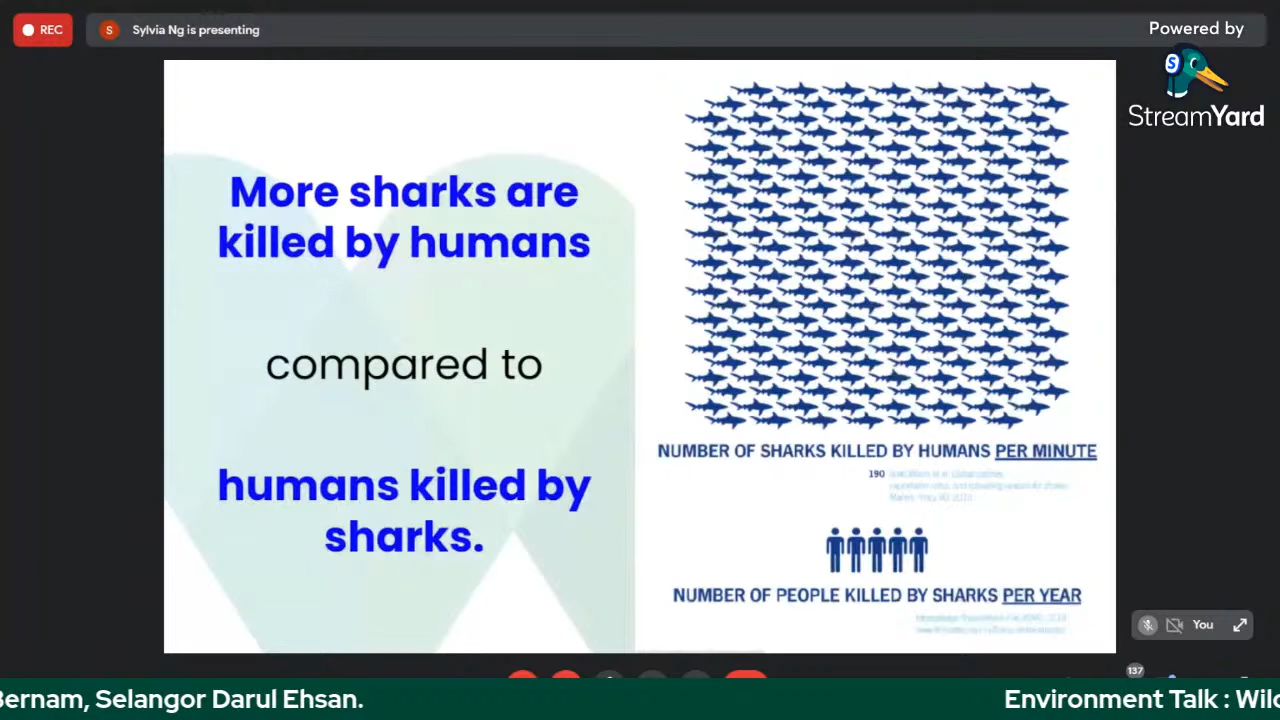 REC
S
Sylvia Ng is presenting
Powered by
S
StreamYard
More sharks are
killed by humans
compared to
humans killed by
sharks.
NUMBER OF SHARKS KILLED BY HUMANS PER MINUTE
190
NUMBER OF PEOPLE KILLED BY SHARKS PER YEAR
You
137
Bernam, Selangor Darul Ehsan.
Environment Talk :